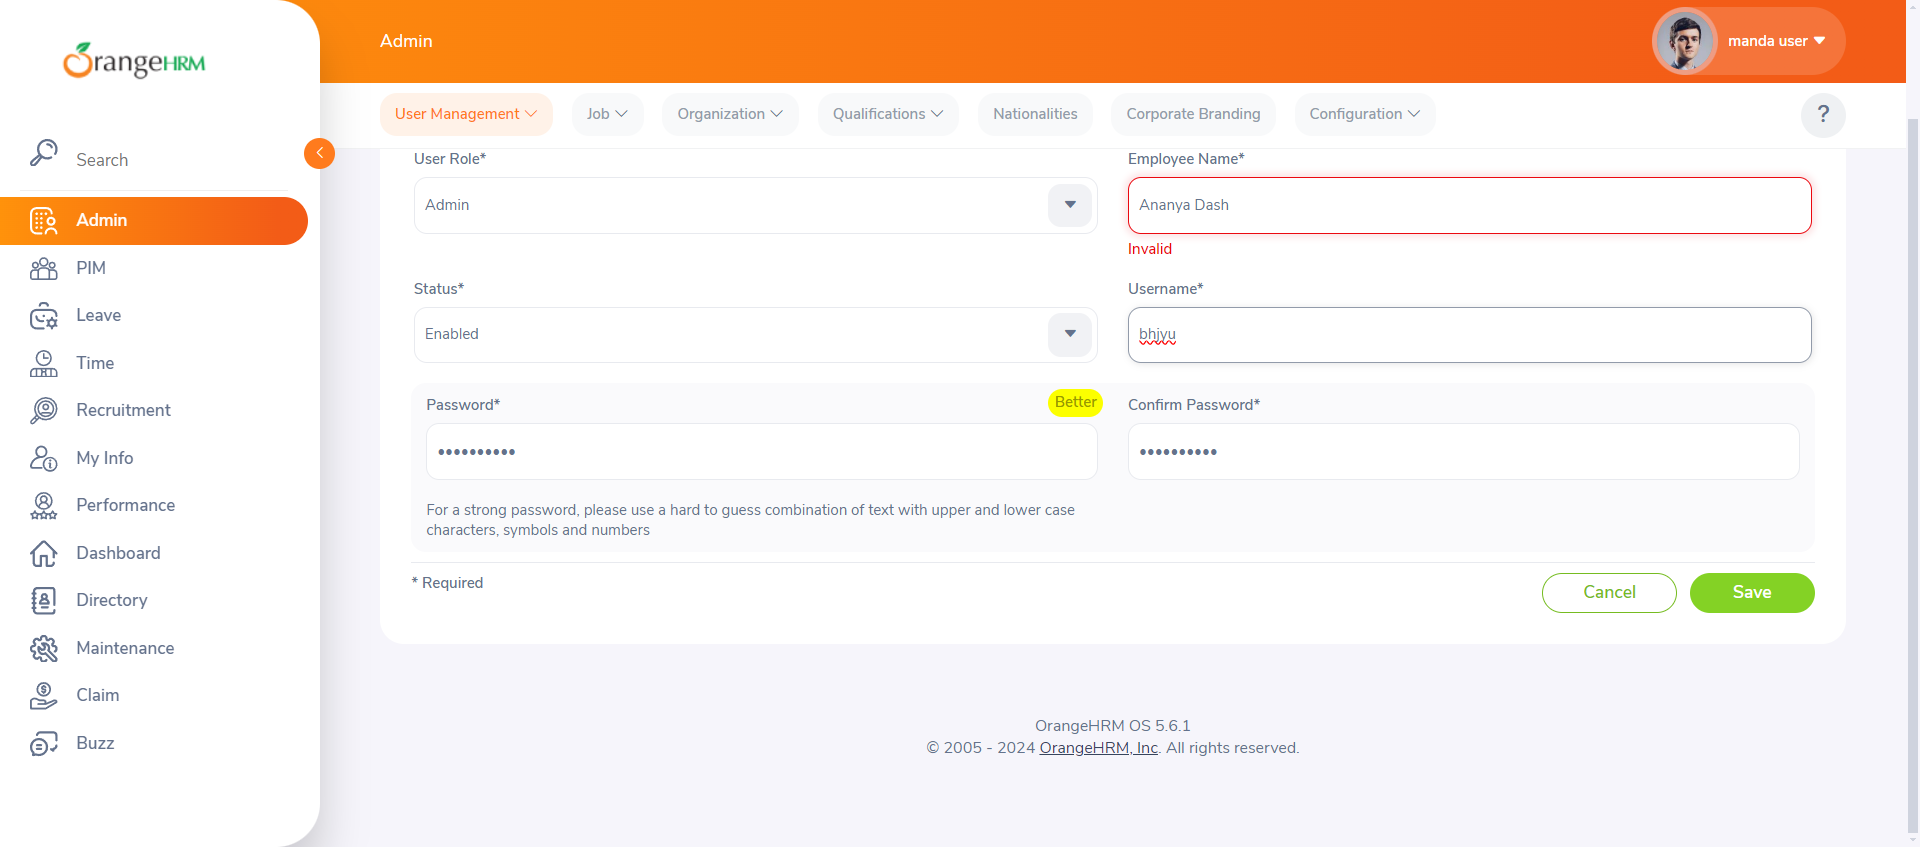 OrangeHRM
Admin
manda user
User Management
Job
Organization
Qualifications
Nationalities
Corporate Branding
Configuration
?
Search
Admin
PIM
Leave
Time
Recruitment
My Info
Performance
Dashboard
Directory
Maintenance
Claim
Buzz
User Role*
Employee Name*
Admin
Ananya Dash
Invalid
Status*
Username*
Enabled
bhjyu
Password*
Better
Confirm Password*
••••••••••
••••••••••
For a strong password, please use a hard to guess combination of text with upper and lower case
characters, symbols and numbers
* Required
Cancel
Save
OrangeHRM OS 5.6.1
© 2005 - 2024 OrangeHRM, Inc. All rights reserved.